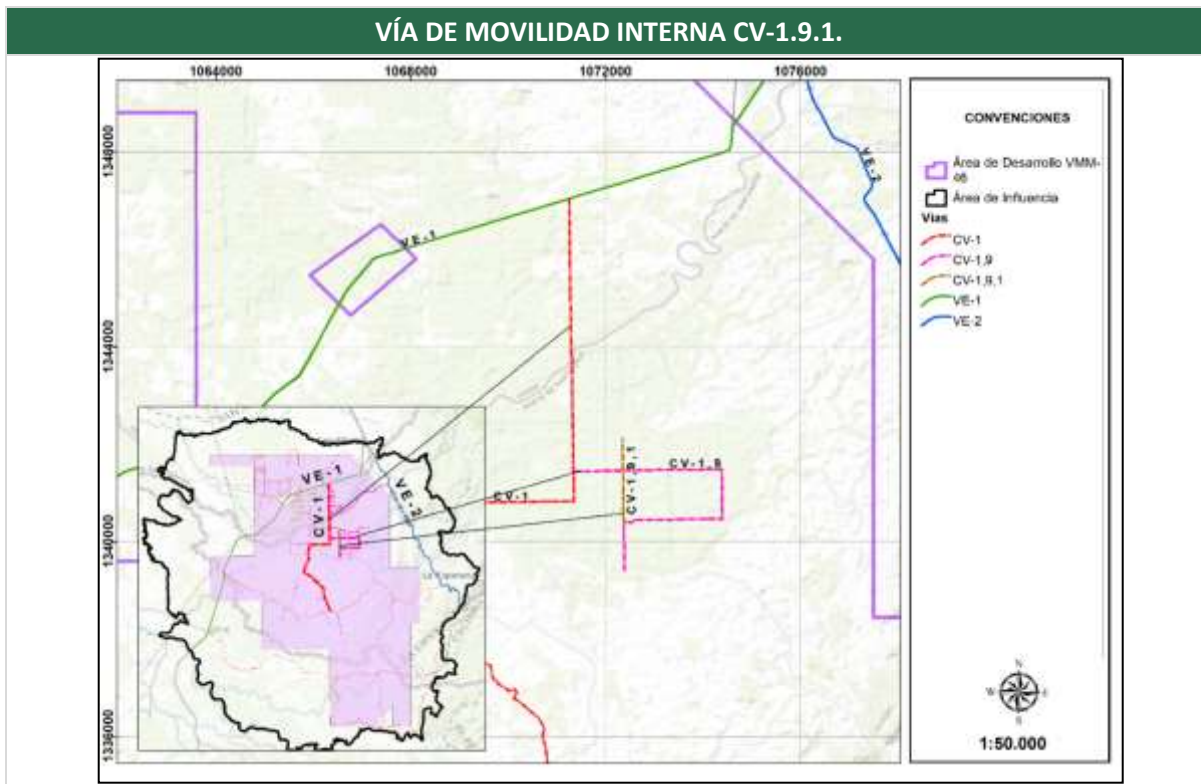 VÍA DE MOVILIDAD INTERNA CV-1.9.1.
1064000
1068000
1072000
1076000
1348000
1344000
1340000
1336000
VE-1
VE-2
CV-1
CV-1,9,1
CV-1,9
VE-1
CV-1
VE-2
CONVENCIONES
Área de Desarrollo VMM-
46
Área de Influencia
Vias
CV-1
CV-1,9
CV-1,9,1
VE-1
VE-2
N
W
E
S
1:50.000